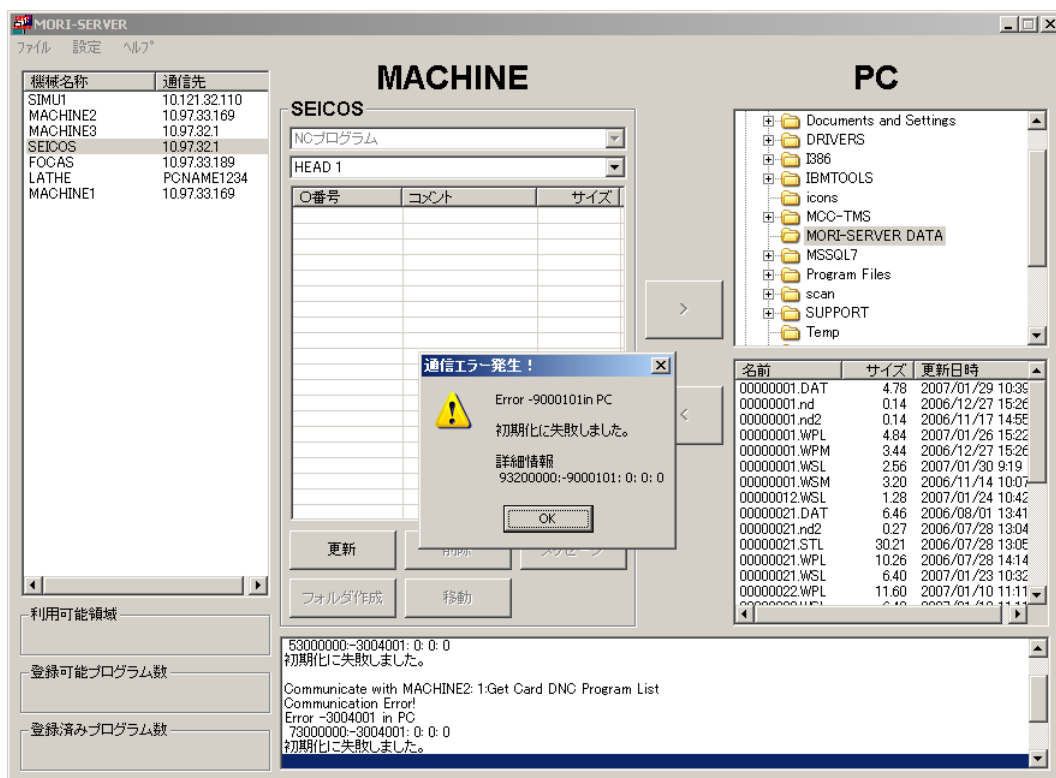 MORI-SERVER
ファイル 設定 ヘルプ
MACHINE
PC
機械名称 通信先
SIMU1 10.121.32.110
MACHINE2 10.97.33.169
MACHINE3 10.97.32.1
SEICOS 10.97.32.1
FOCAS 10.97.33.189
LATHE PCNAME1234
MACHINE1 10.97.33.169
SEICOS
NCプログラム
HEAD 1
O番号 コメント サイズ
>
<
更新 削除 メッセージ
フォルダ作成 移動
Documents and Settings
DRIVERS
I386
IBMTOOLS
icons
MCC-TMS
MORI-SERVER DATA
MSSQL7
Program Files
scan
SUPPORT
Temp
名前 サイズ 更新日時
00000001.DAT 4.78 2007/01/29 10:39
00000001.nd 0.14 2006/12/27 15:26
00000001.nd2 0.14 2006/11/17 14:55
00000001.WPL 4.84 2007/01/26 15:22
00000001.WPM 3.44 2006/12/27 15:26
00000001.WSL 2.56 2007/01/30 9:19
00000001.WSM 3.20 2006/11/14 10:07
00000012.WSL 1.28 2007/01/24 10:42
00000021.DAT 6.46 2006/08/01 13:41
00000021.nd2 0.27 2006/07/28 13:04
00000021.STL 30.21 2006/07/28 13:05
00000021.WPL 10.26 2006/07/28 14:14
00000021.WSL 6.40 2007/01/23 10:32
00000022.WPL 11.60 2007/01/10 11:11
通信エラー発生！
Error -9000101in PC
初期化に失敗しました。
詳細情報
93200000:-9000101: 0: 0: 0
OK
利用可能領域
登録可能プログラム数
登録済みプログラム数
53000000:-3004001: 0: 0: 0
初期化に失敗しました。
Communicate with MACHINE2: 1:Get Card DNC Program List
Communication Error!
Error -3004001 in PC
73000000:-3004001: 0: 0: 0
初期化に失敗しました。